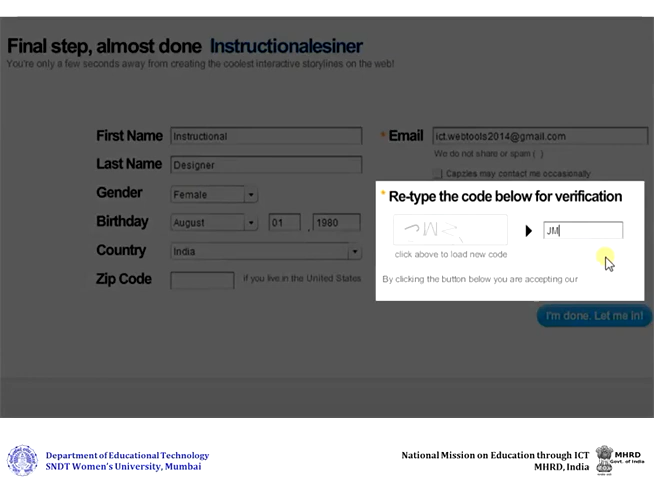 Final step, almost done Instructionalesiner
You're only a few seconds away from creating the coolest interactive storylines on the web!
First Name Instructional
Last Name Designer
Gender Female
Birthday August 01 , 1980
Country India
Zip Code if you live in the United States
* Email ict.webtools2014@gmail.com
We do not share or spam ( )
Capzles may contact me occasionally
* Re-type the code below for verification
JM
click above to load new code
By clicking the button below you are accepting our
I'm done. Let me in!
Department of Educational Technology
SNDT Women's University, Mumbai
National Mission on Education through ICT
MHRD, India
MHRD
Govt. of India